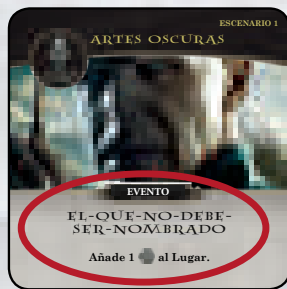 ESCENARIO 1
ARTES OSCURAS
EVENTO
EL-QUE-NO-DEBE-
SER-NOMBRADO
Añade 1 al Lugar.